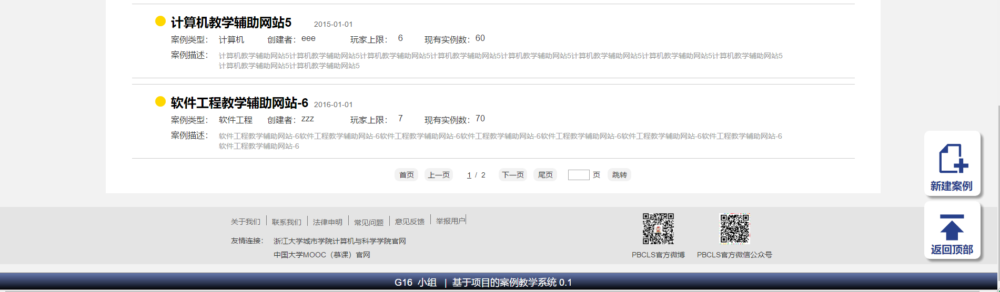 计算机教学辅助网站5 2015-01-01
案例类型： 计算机 创建者：eee 玩家上限： 6 现有实例数：60
案例描述： 计算机教学辅助网站5计算机教学辅助网站5计算机教学辅助网站5计算机教学辅助网站5计算机教学辅助网站5计算机教学辅助网站5计算机教学辅助网站5计算机教学辅助网站5
计算机教学辅助网站5计算机教学辅助网站5
软件工程教学辅助网站-6 2016-01-01
案例类型： 软件工程 创建者：zzz 玩家上限： 7 现有实例数：70
案例描述： 软件工程教学辅助网站-6软件工程教学辅助网站-6软件工程教学辅助网站-6软件工程教学辅助网站-6软件工程教学辅助网站-6软件工程教学辅助网站-6软件工程教学辅助网站-6
软件工程教学辅助网站-6
首页 上一页 1 / 2 下一页 尾页 页 跳转
新建案例
返回顶部
关于我们 联系我们 法律申明 常见问题 意见反馈 举报用户
友情连接： 浙江大学城市学院计算机与科学学院官网
中国大学MOOC（慕课）官网
PBCLS官方微博 PBCLS官方微信公众号
G16 小组 | 基于项目的案例教学系统 0.1